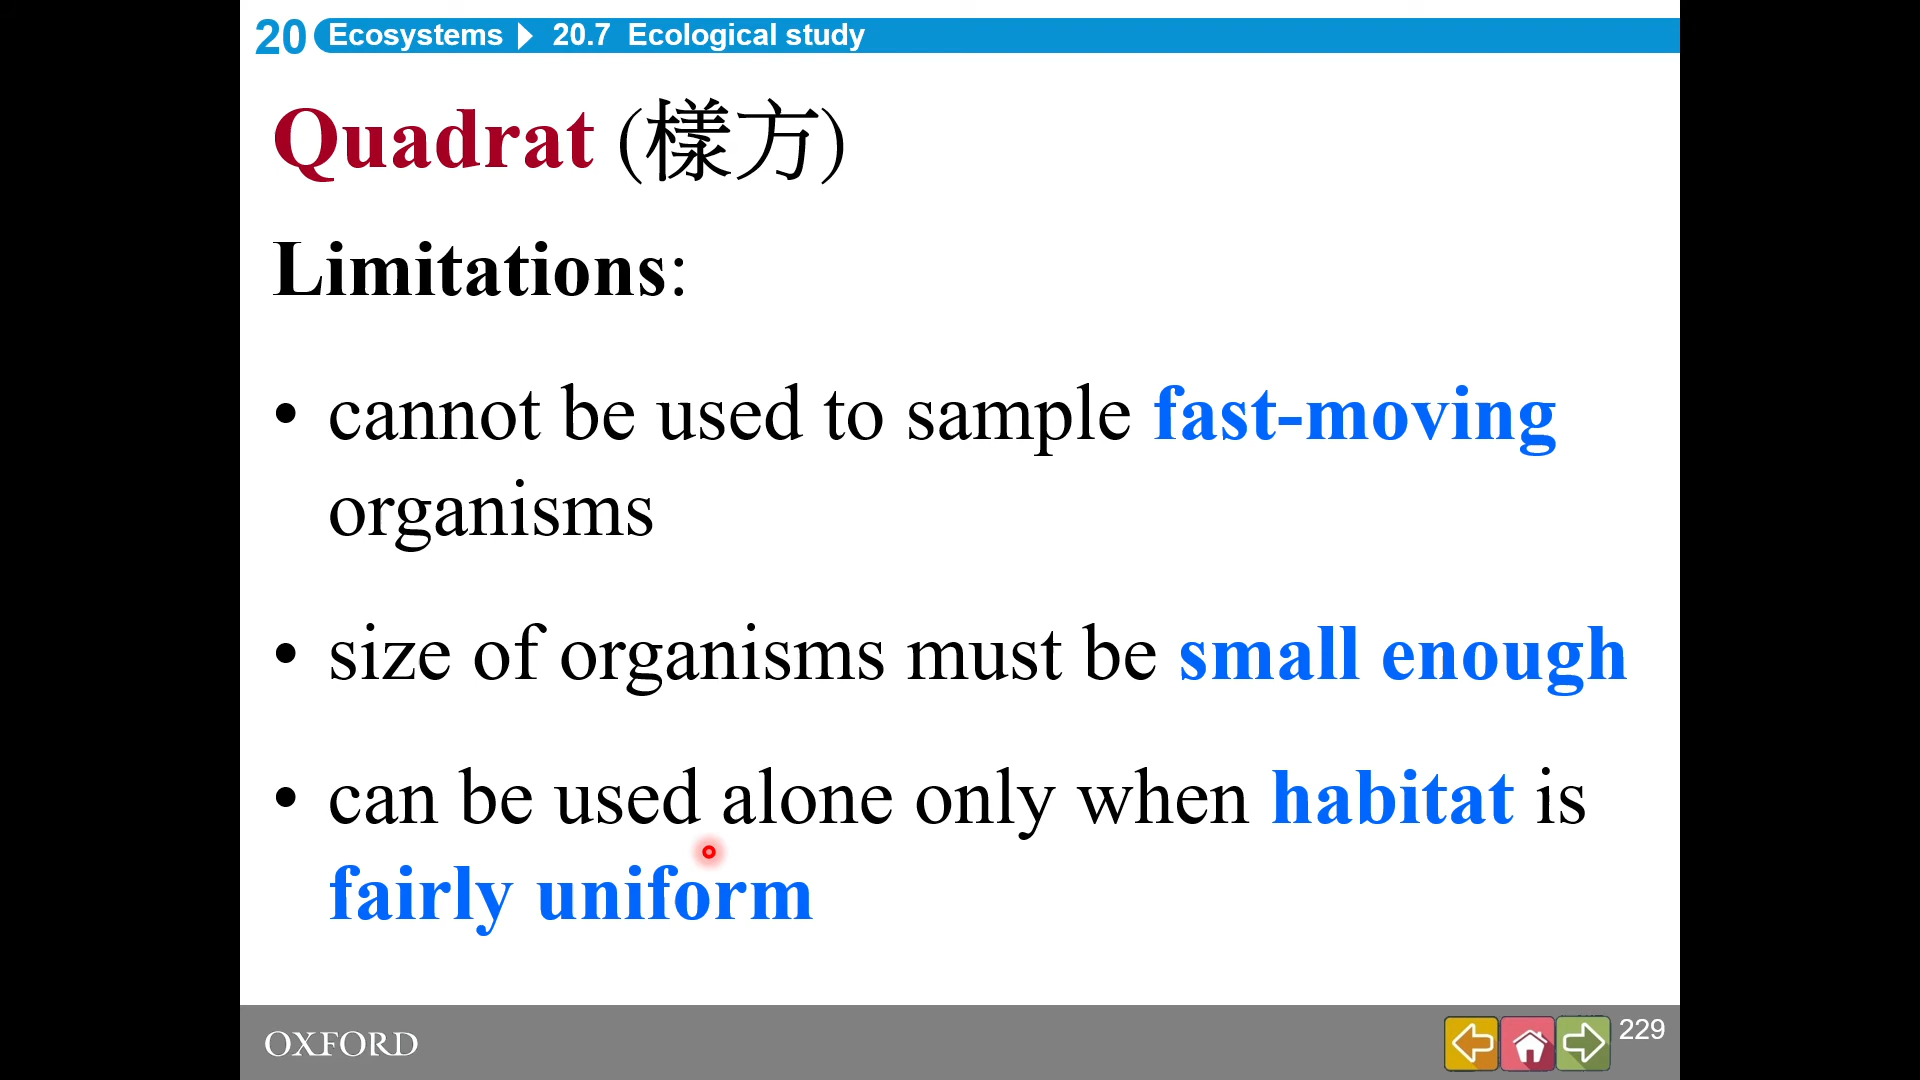 20 Ecosystems 20.7 Ecological study
Quadrat (樣方)
Limitations:
• cannot be used to sample fast-moving
organisms
• size of organisms must be small enough
• can be used alone only when habitat is
fairly uniform
OXFORD
229